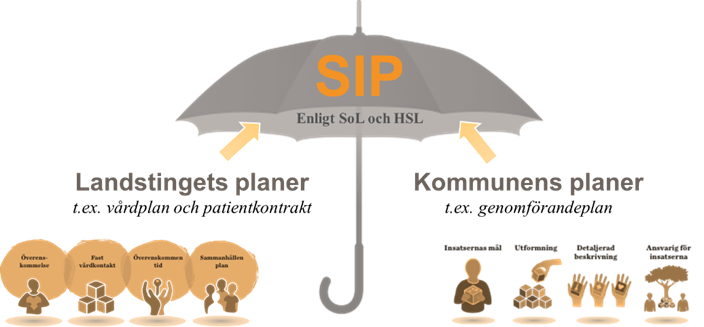 SIP
Enligt SoL och HSL
Landstingets planer
t.ex. vårdplan och patientkontrakt
Kommunens planer
t.ex. genomförandeplan
Överens-
kommelse
Fast
vårdkontakt
Överenskommen
tid
Sammanhållen
plan
Insatsernas mål
Utformning
Detaljerad
beskrivning
Ansvarig för
insatserna